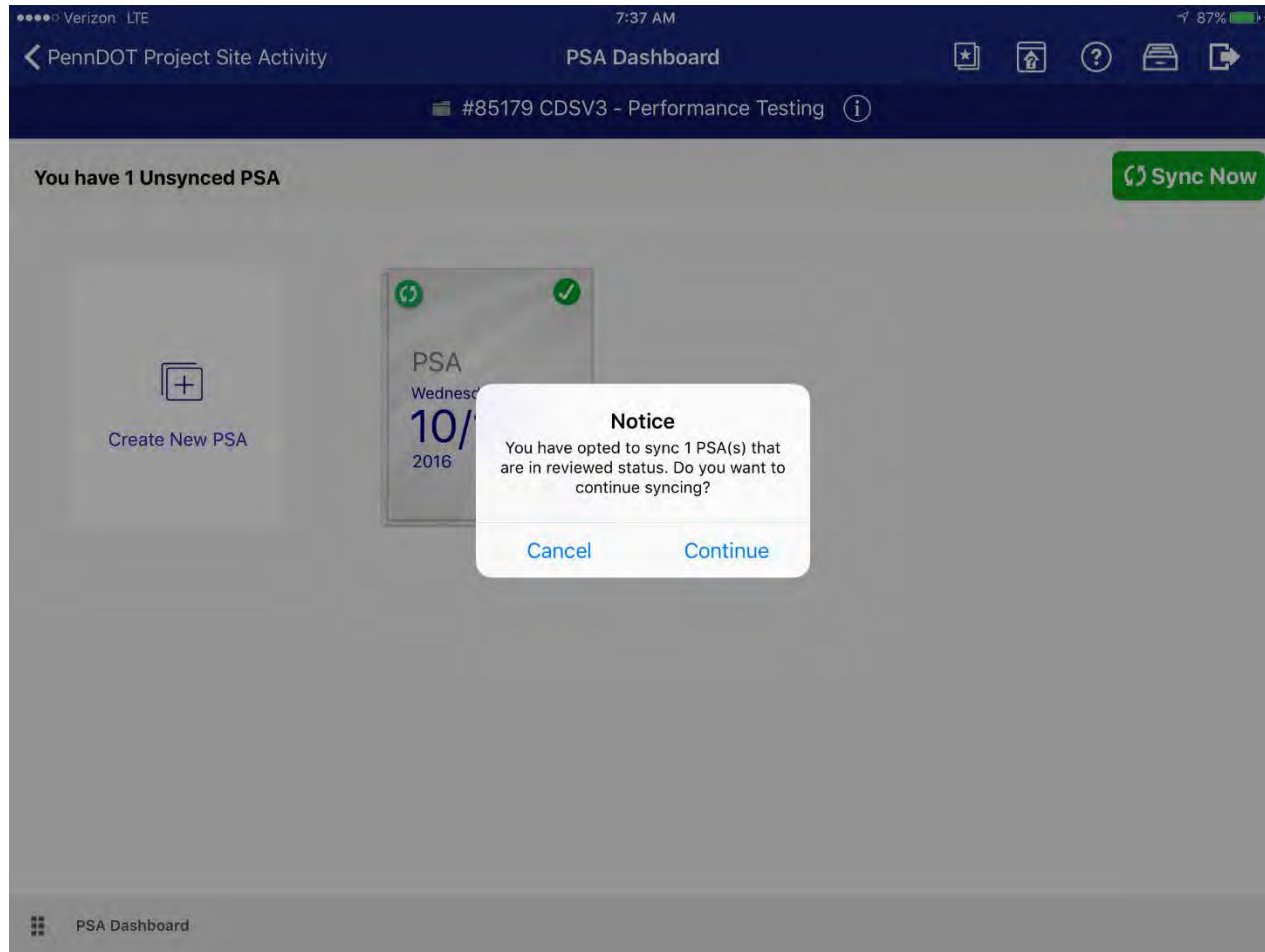 Verizon LTE
7:37 AM
87%
PennDOT Project Site Activity
PSA Dashboard
#85179 CDSV3 - Performance Testing
You have 1 Unsynced PSA
Sync Now
Create New PSA
PSA
10/
2016
Notice
You have opted to sync 1 PSA(s) that
are in reviewed status. Do you want to
continue syncing?
Cancel
Continue
PSA Dashboard